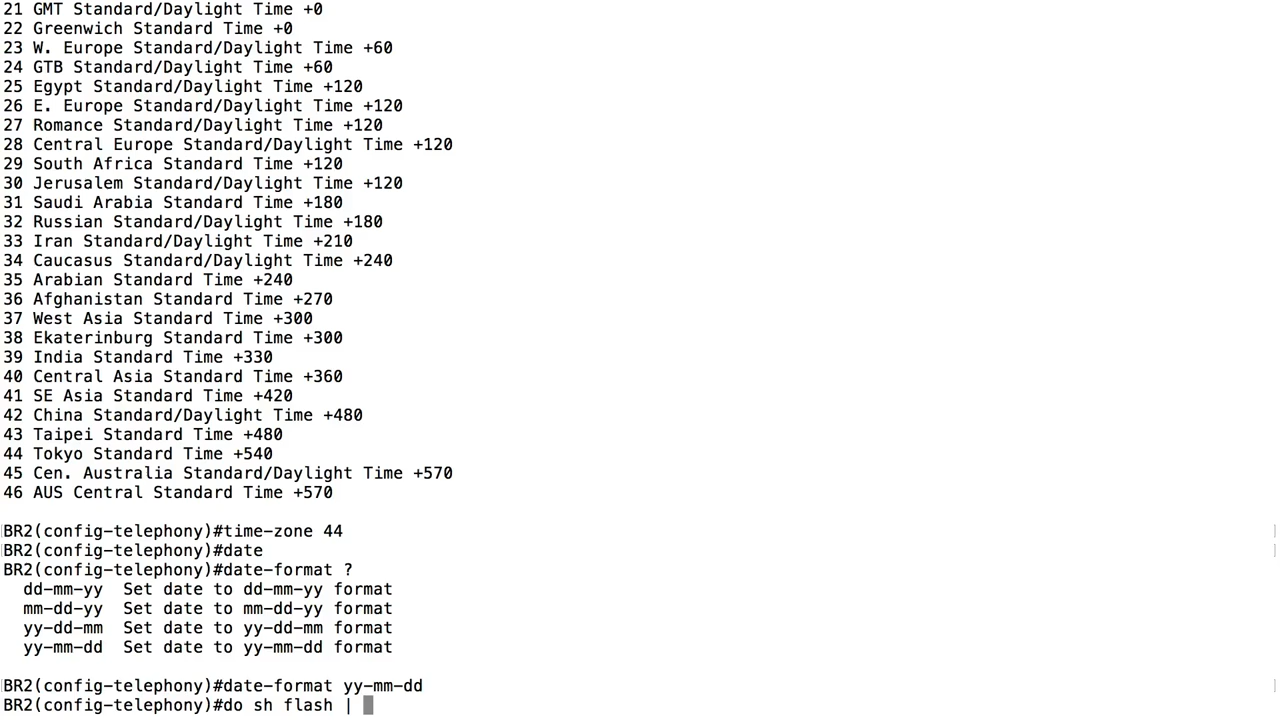 21 GMT Standard/Daylight Time +0
22 Greenwich Standard Time +0
23 W. Europe Standard/Daylight Time +60
24 GTB Standard/Daylight Time +60
25 Egypt Standard/Daylight Time +120
26 E. Europe Standard/Daylight Time +120
27 Romance Standard/Daylight Time +120
28 Central Europe Standard/Daylight Time +120
29 South Africa Standard Time +120
30 Jerusalem Standard/Daylight Time +120
31 Saudi Arabia Standard Time +180
32 Russian Standard/Daylight Time +180
33 Iran Standard/Daylight Time +210
34 Caucasus Standard/Daylight Time +240
35 Arabian Standard Time +240
36 Afghanistan Standard Time +270
37 West Asia Standard Time +300
38 Ekaterinburg Standard Time +300
39 India Standard Time +330
40 Central Asia Standard Time +360
41 SE Asia Standard Time +420
42 China Standard/Daylight Time +480
43 Taipei Standard Time +480
44 Tokyo Standard Time +540
45 Cen. Australia Standard/Daylight Time +570
46 AUS Central Standard Time +570
BR2(config-telephony)#time-zone 44
BR2(config-telephony)#date
BR2(config-telephony)#date-format ?
dd-mm-yy  Set date to dd-mm-yy format
mm-dd-yy  Set date to mm-dd-yy format
yy-dd-mm  Set date to yy-dd-mm format
yy-mm-dd  Set date to yy-mm-dd format
BR2(config-telephony)#date-format yy-mm-dd
BR2(config-telephony)#do sh flash |